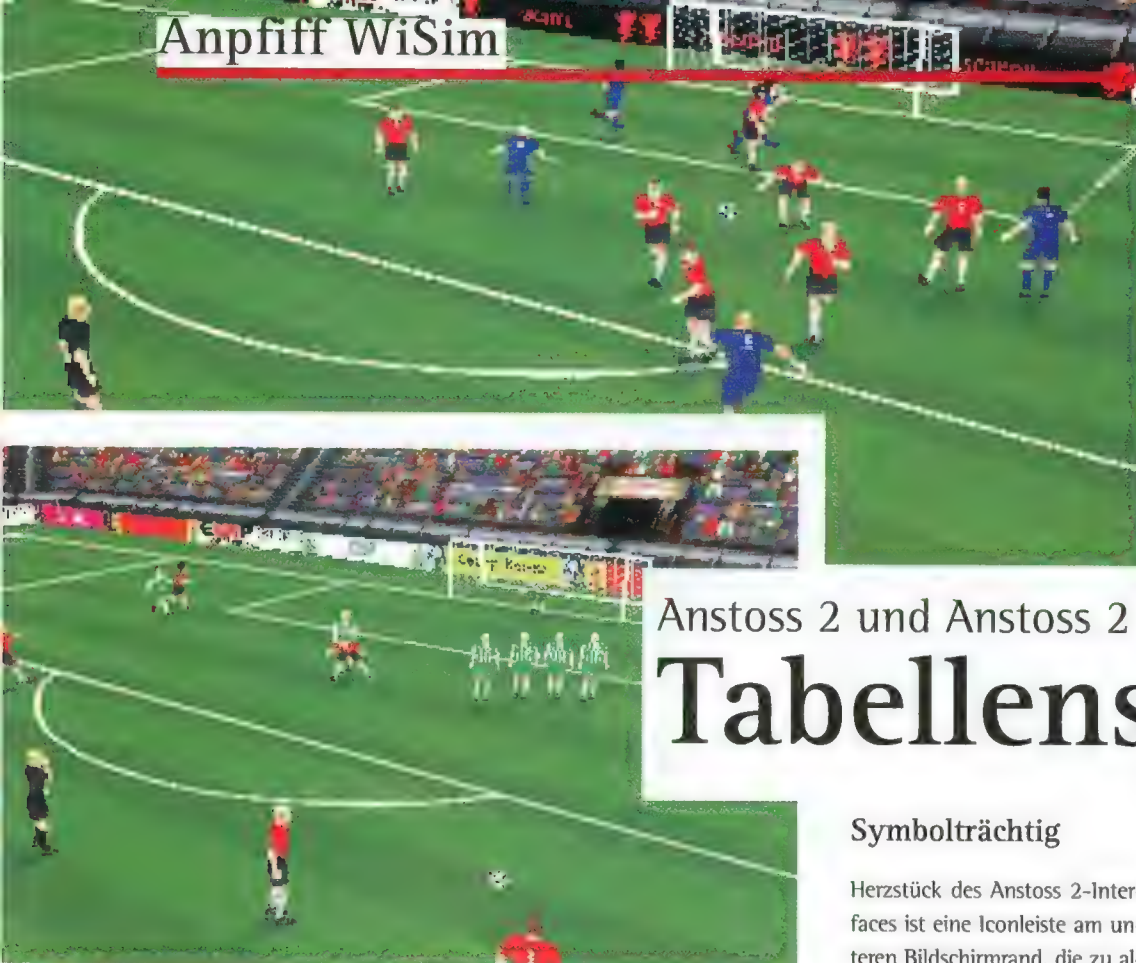 Anpfiff WiSim
Anstoss 2 und Anstoss 2
Tabellens
Symbolträchtig
Herzstück des Anstoss 2-Inter-
faces ist eine Iconleiste am un-
teren Bildschirmrand, die zu al-